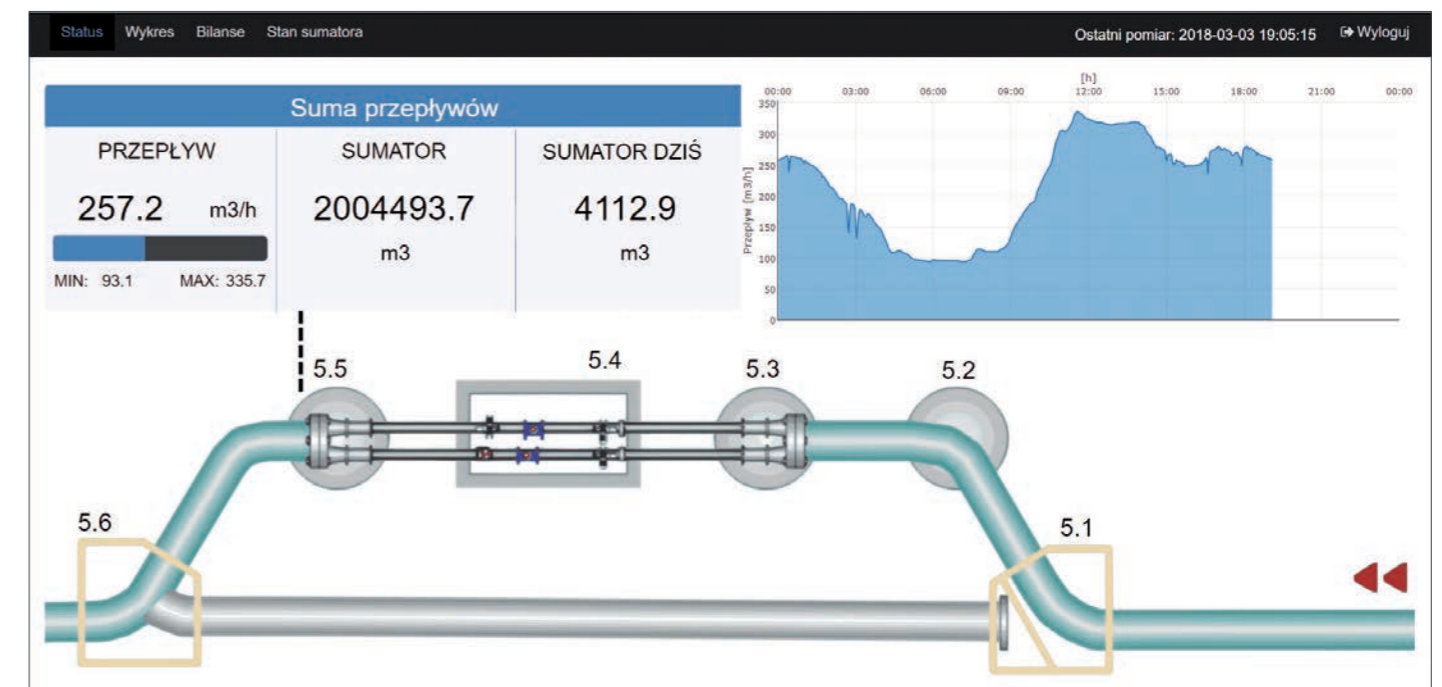 Status Wykres Bilanse Stan sumatora Ostatni pomiar: 2018-03-03 19:05:15 Wyloguj
Suma przepływów
PRZEPŁYW SUMATOR SUMATOR DZIŚ
257.2 m3/h 2004493.7 4112.9
m3 m3
MIN: 93.1 MAX: 335.7
[h]
00:00 03:00 06:00 09:00 12:00 15:00 18:00 21:00 00:00
350
300
250
200
150
100
50
0
Przepływ [m3/h]
5.5 5.4 5.3 5.2
5.6 5.1